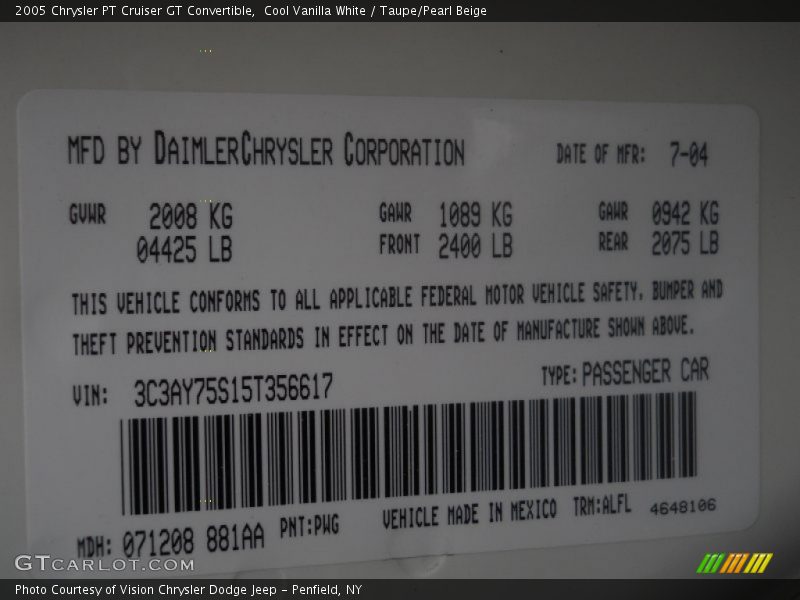 2005 Chrysler PT Cruiser GT Convertible,  Cool Vanilla White / Taupe/Pearl Beige
MFD BY DAIMLERCHRYSLER CORPORATION DATE OF MFR: 7-04
GVWR 2008 KG GAWR 1089 KG GAWR 0942 KG
04425 LB FRONT 2400 LB REAR 2075 LB
THIS VEHICLE CONFORMS TO ALL APPLICABLE FEDERAL MOTOR VEHICLE SAFETY, BUMPER AND
THEFT PREVENTION STANDARDS IN EFFECT ON THE DATE OF MANUFACTURE SHOWN ABOVE.
VIN: 3C3AY75S15T356617 TYPE: PASSENGER CAR
MDH: 071208 881AA PNT:PWG VEHICLE MADE IN MEXICO TRM:ALFL 4648106
GTCARLOT.COM
Photo Courtesy of Vision Chrysler Dodge Jeep – Penfield, NY